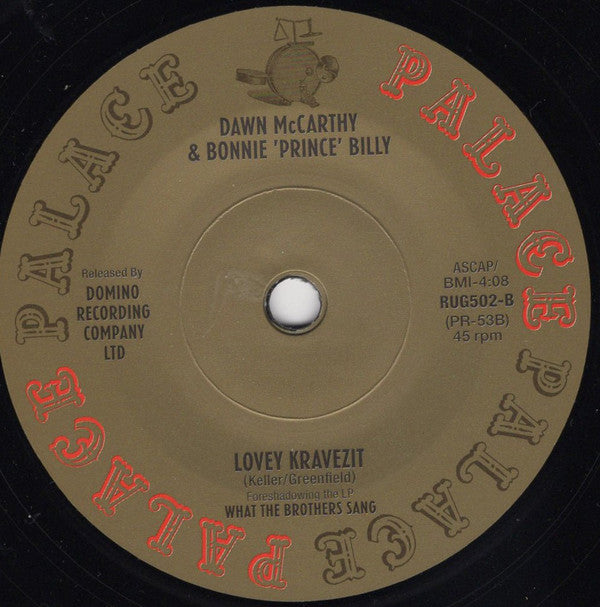 PALACE
PALACE
PALACE
PALACE
DAWN McCARTHY
& BONNIE 'PRINCE' BILLY
Released By
DOMINO
RECORDING
COMPANY
LTD
ASCAP/
BMI-4:08
RUG502-B
(PR-53B)
45 rpm
LOVEY KRAVEZIT
(Keller/Greenfield)
Foreshadowing the LP
WHAT THE BROTHERS SANG